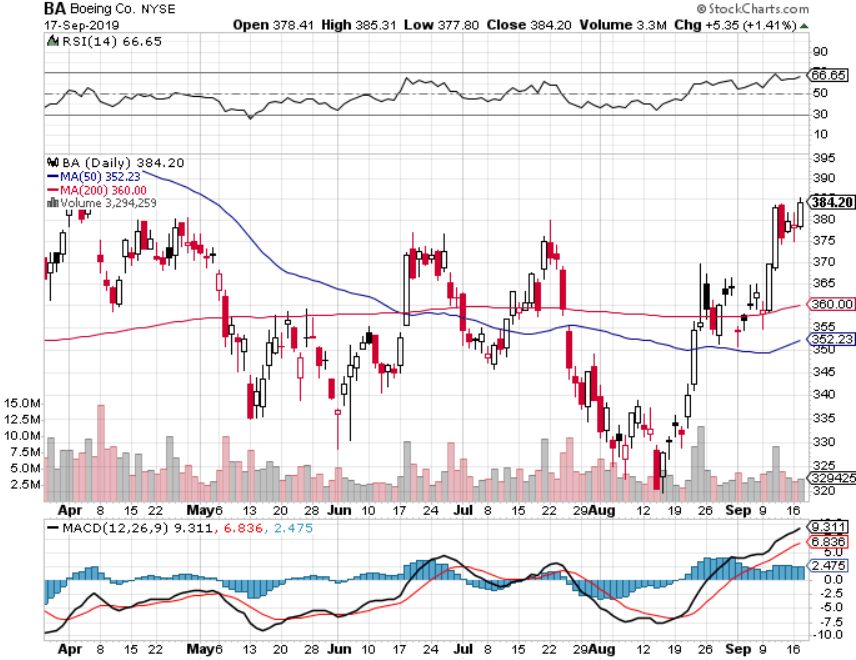 BA Boeing Co. NYSE © StockCharts.com
17-Sep-2019 Open 378.41 High 385.31 Low 377.80 Close 384.20 Volume 3.3M Chg +5.35 (+1.41%)
RSI(14) 66.65
90
66.65
50
30
10
BA (Daily) 384.20
MA(50) 352.23
MA(200) 360.00
Volume 3,294,259
395
390
384.20
380
375
370
365
360.00
355
352.23
350
345
340
335
330
325
329425
320
15.0M
12.5M
10.0M
7.5M
5.0M
2.5M
Apr 8 15 22 May 6 13 20 28 Jun 10 17 24 Jul 8 15 22 29 Aug 12 19 26 Sep 9 16
MACD(12,26,9) 9.311, 6.836, 2.475
9.311
6.836
5.0
2.475
0.0
-2.5
-5.0
-7.5
-10.0
Apr 8 15 22 May 6 13 20 28 Jun 10 17 24 Jul 8 15 22 29 Aug 12 19 26 Sep 9 16